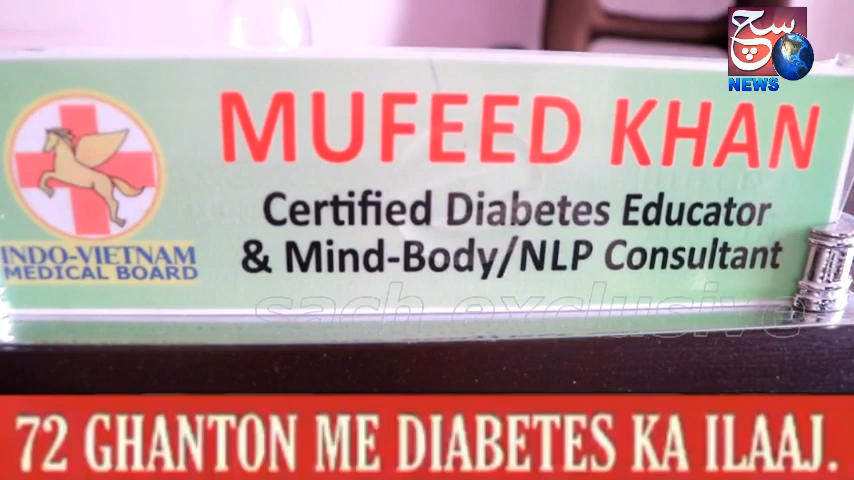 سچ
NEWS
MUFEED KHAN
Certified Diabetes Educator
& Mind-Body/NLP Consultant
INDO-VIETNAM
MEDICAL BOARD
sach exclusive
72 GHANTON ME DIABETES KA ILAAJ.